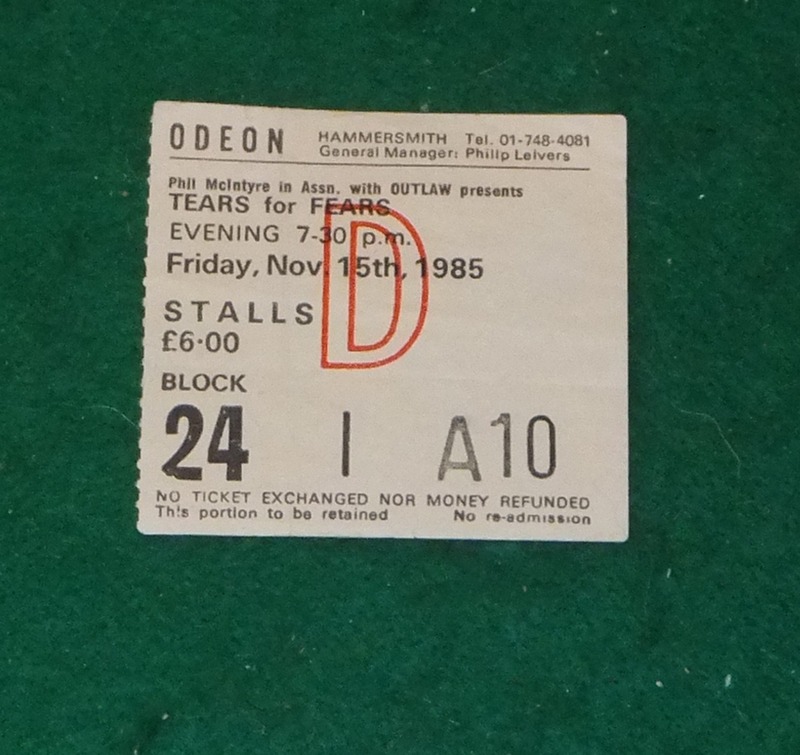 ODEON HAMMERSMITH Tel. 01-748-4081
General Manager: Philip Leivers
Phil McIntyre in Assn. with OUTLAW presents
TEARS for FEARS
EVENING 7-30 p.m.
Friday, Nov. 15th, 1985
D
STALLS
£6·00
BLOCK
24 I A10
NO TICKET EXCHANGED NOR MONEY REFUNDED
This portion to be retained No re-admission